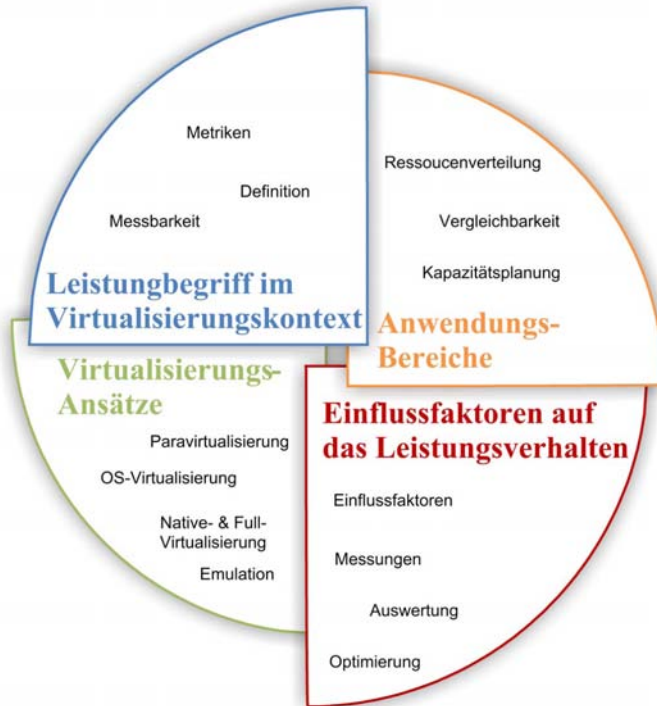 Metriken
Definition
Messbarkeit
Leistungbegriff im
Virtualisierungskontext
Ressoucenverteilung
Vergleichbarkeit
Kapazitätsplanung
Anwendungs-
Bereiche
Virtualisierungs-
Ansätze
Paravirtualisierung
OS-Virtualisierung
Native- & Full-
Virtualisierung
Emulation
Einflussfaktoren auf
das Leistungsverhalten
Einflussfaktoren
Messungen
Auswertung
Optimierung